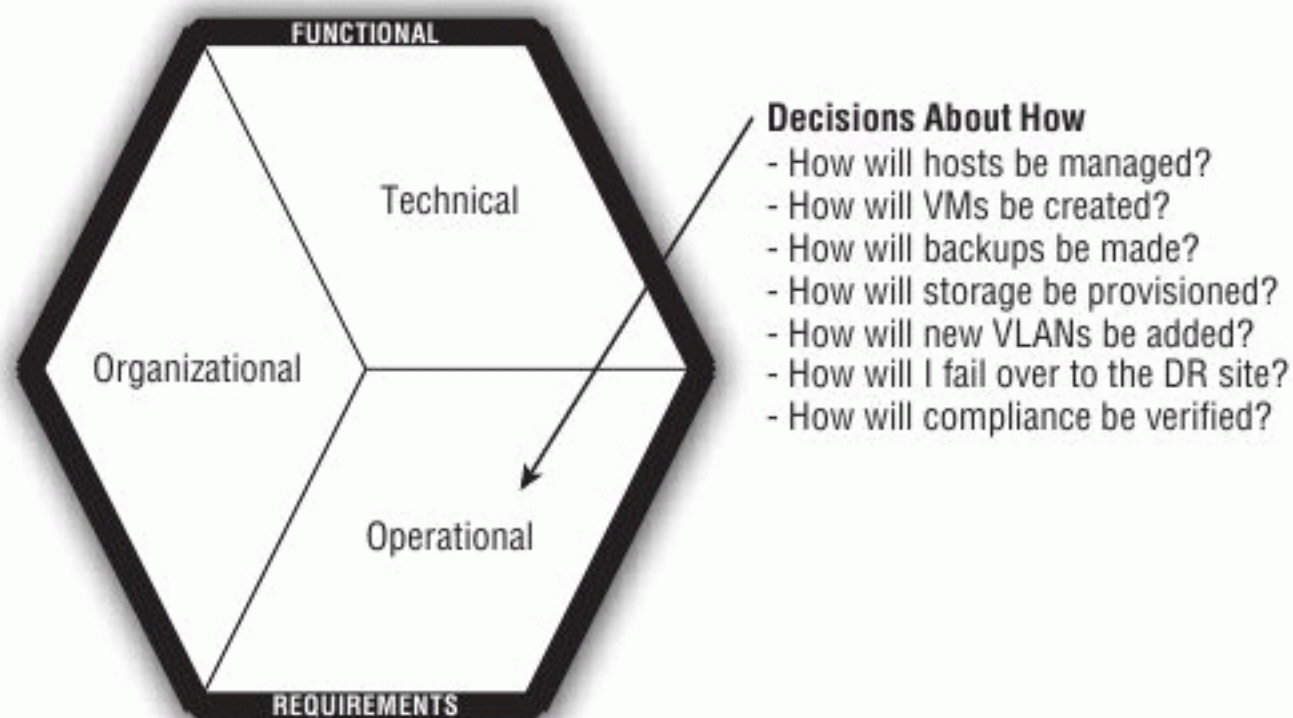 FUNCTIONAL
Technical
Organizational
Operational
REQUIREMENTS
Decisions About How
- How will hosts be managed?
- How will VMs be created?
- How will backups be made?
- How will storage be provisioned?
- How will new VLANs be added?
- How will I fail over to the DR site?
- How will compliance be verified?